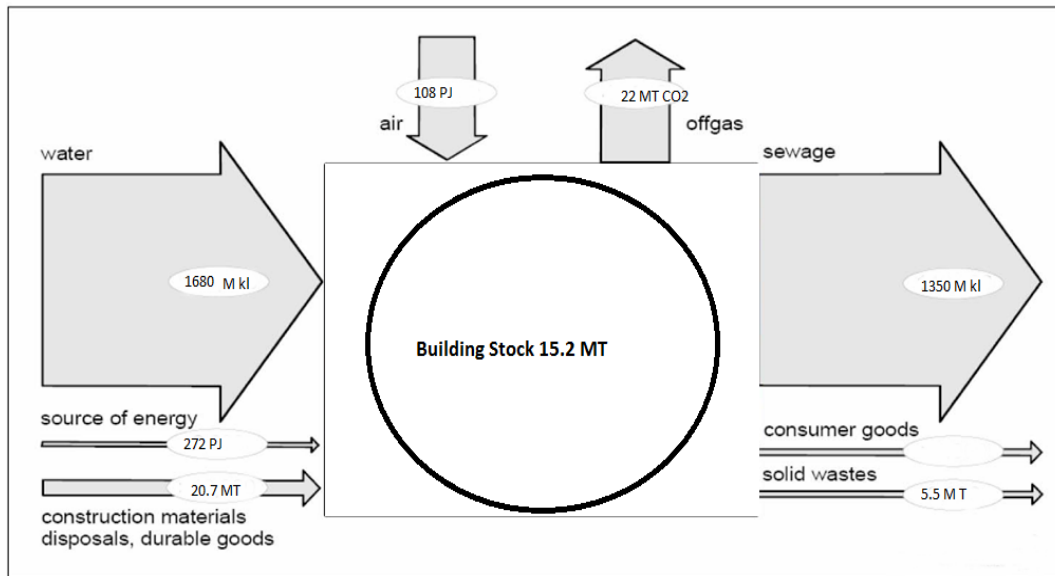 108 PJ
22 MT CO2
air
offgas
water
sewage
1680 M kl
1350 M kl
Building Stock 15.2 MT
source of energy
272 PJ
consumer goods
20.7 MT
solid wastes
5.5 M T
construction materials
disposals, durable goods